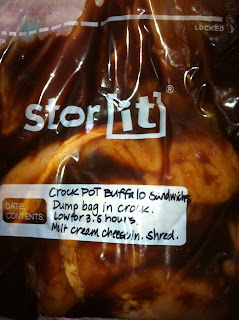 LOCKED
stor it®
DATE:
CONTENTS:
CROCK POT BUFFALO Sandwiches
Dump bag in crock.
Low for 3.5 hours.
Melt cream cheese in. Shred.